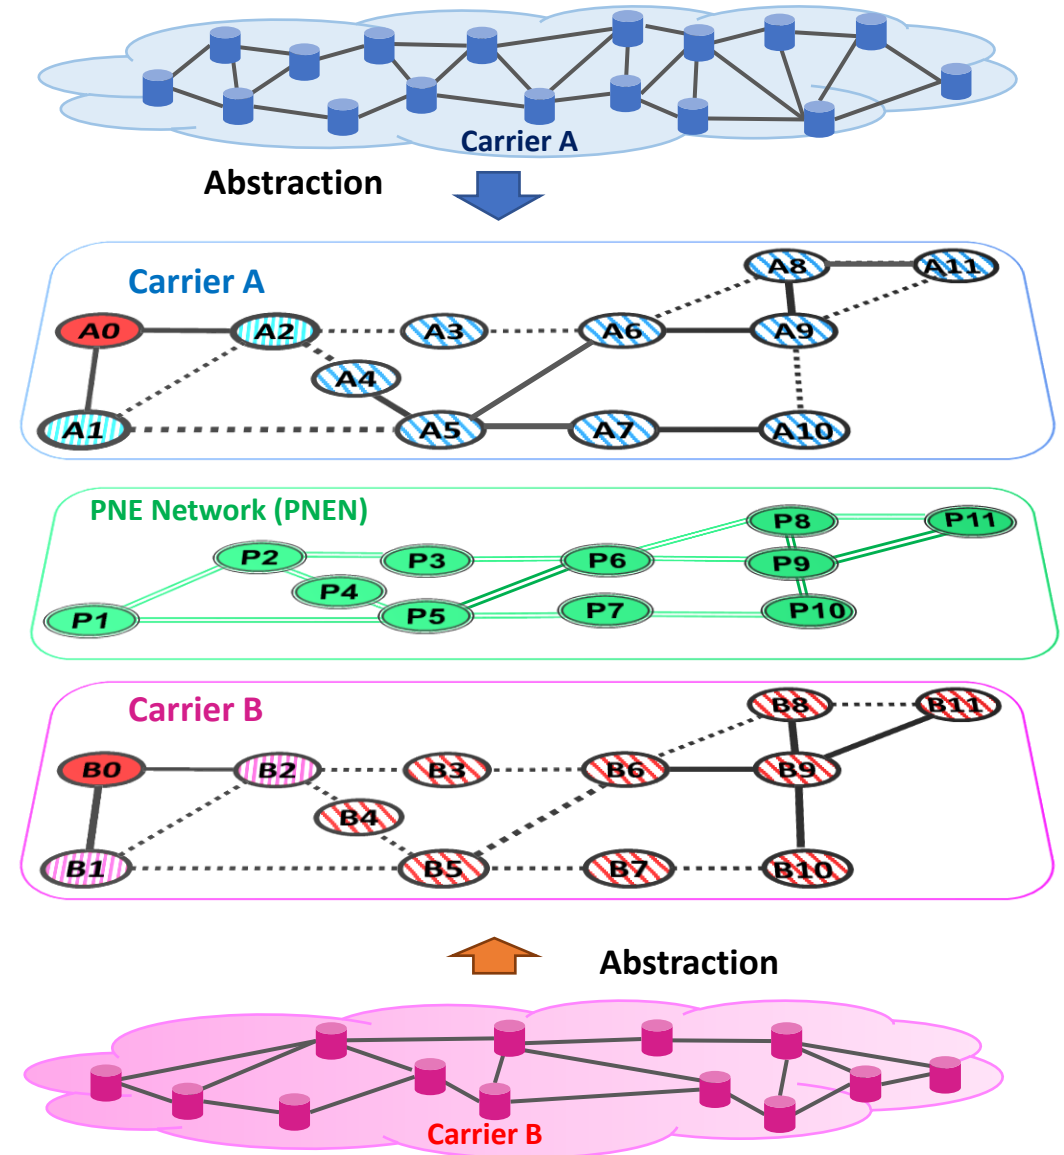 Carrier A
Abstraction
Carrier A
A8
A11
A0
A2
A3
A6
A9
A4
A1
A5
A7
A10
PNE Network (PNEN)
P8
P11
P2
P3
P6
P9
P4
P1
P5
P7
P10
Carrier B
B8
B11
B0
B2
B3
B6
B9
B4
B1
B5
B7
B10
Abstraction
Carrier B